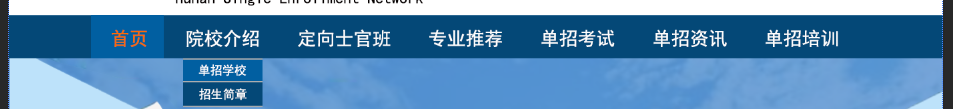 Hunan Single Enrollment Network
首页 院校介绍 定向士官班 专业推荐 单招考试 单招资讯 单招培训
单招学校
招生简章